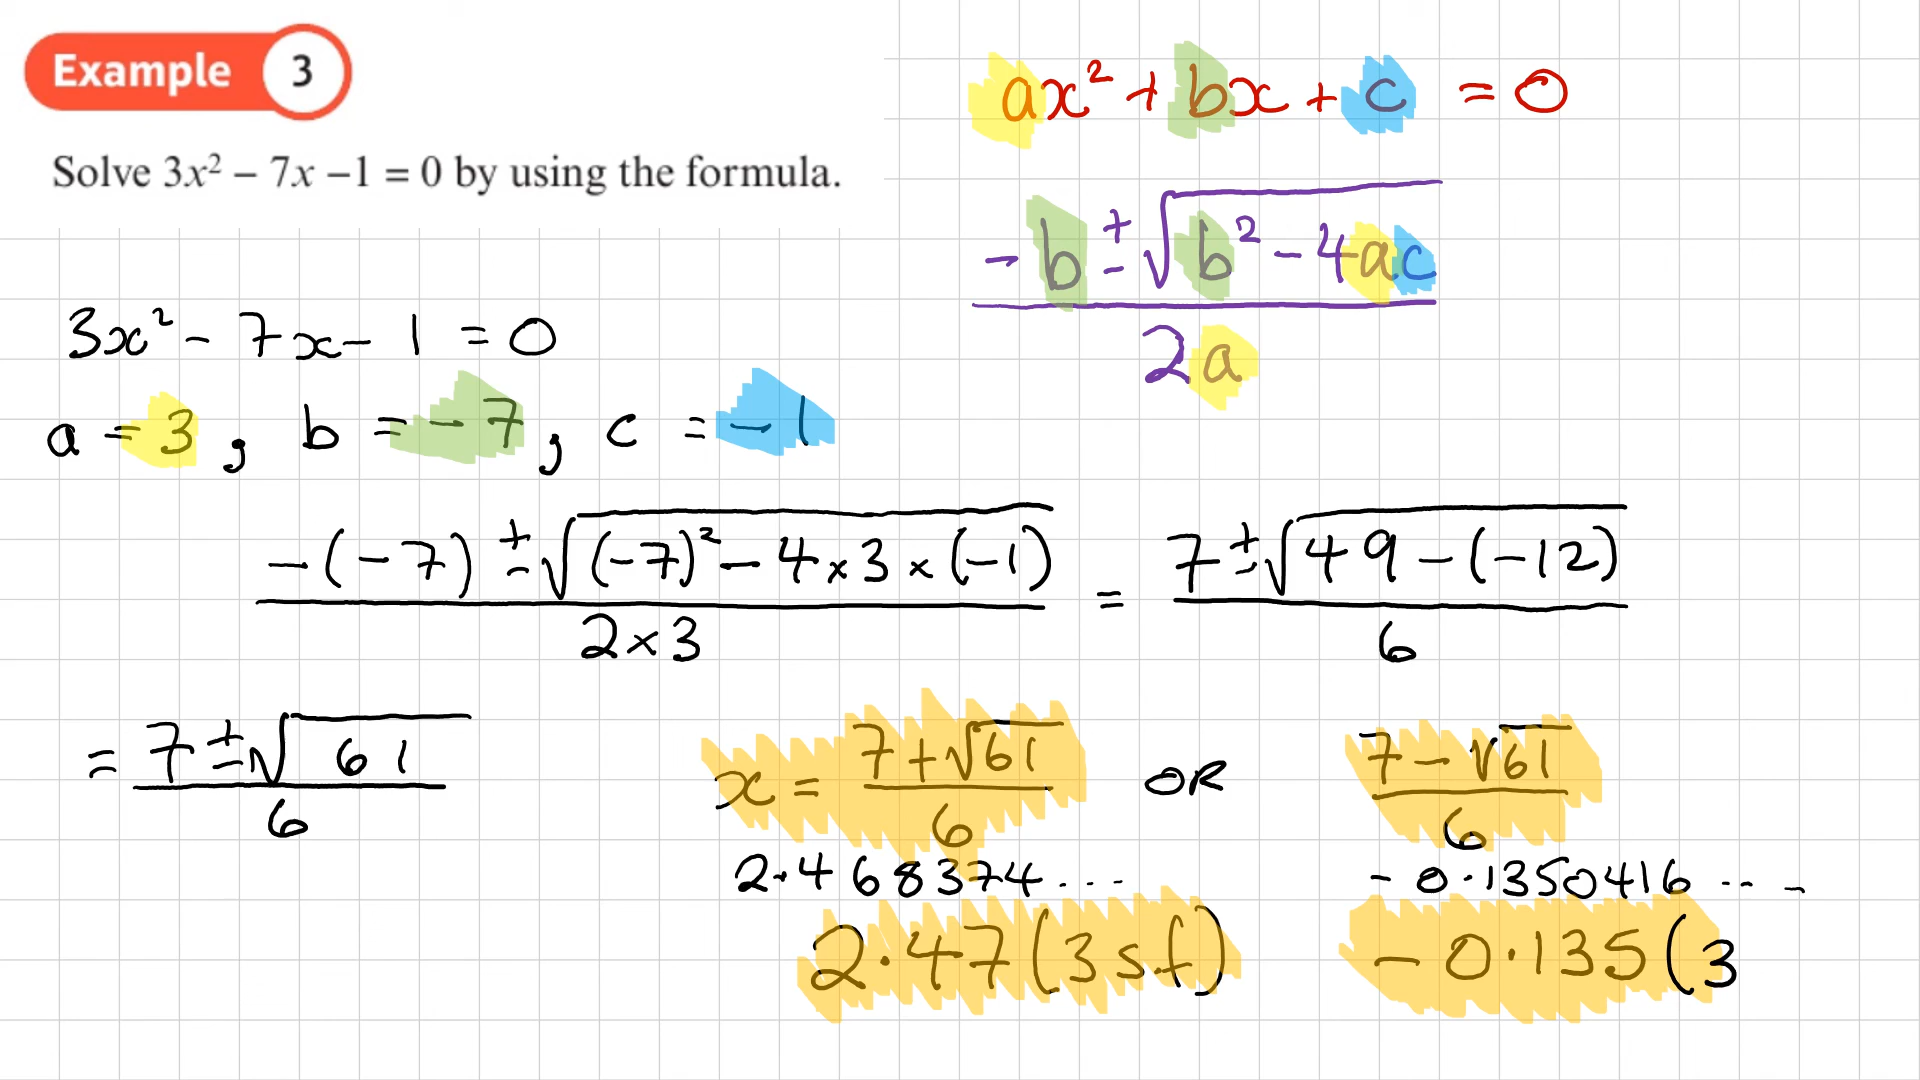 Example 3
Solve 3x² – 7x –1 = 0 by using the formula.
ax² + bx + c = 0
-b ± √(b² - 4ac)
2a
3x² - 7x - 1 = 0
a = 3 , b = -7 , c = -1
-(-7) ± √((-7)² - 4 × 3 × (-1)) = 7 ± √(49 - (-12))
2 × 3 6
= 7 ± √61
6
x = 7 + √61 OR 7 - √61
6 6
2.468374... -0.1350416....
2.47 (3 s.f) -0.135 (3